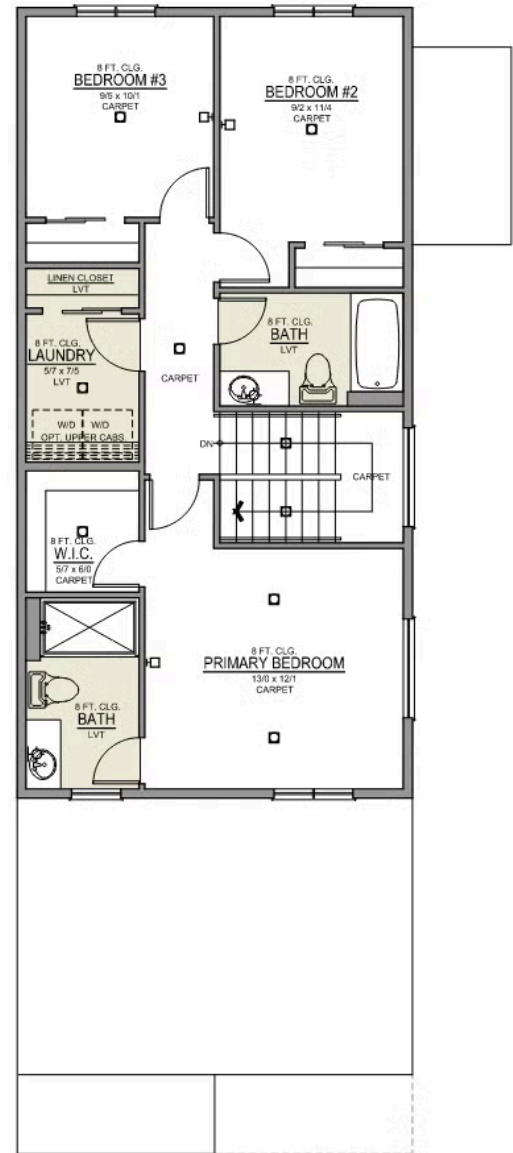 8 FT. CLG.
BEDROOM #3
9/5 x 10/1
CARPET
8 FT. CLG.
BEDROOM #2
9/2 x 11/4
CARPET
LINEN CLOSET
LVT
8 FT. CLG.
LAUNDRY
5/7 x 7/5
LVT
W/D W/D
OPT. UPPER CABS.
8 FT. CLG.
BATH
LVT
CARPET
DN
CARPET
8 FT. CLG.
W.I.C.
5/7 x 6/0
CARPET
8 FT. CLG.
PRIMARY BEDROOM
13/0 x 12/1
CARPET
8 FT. CLG.
BATH
LVT